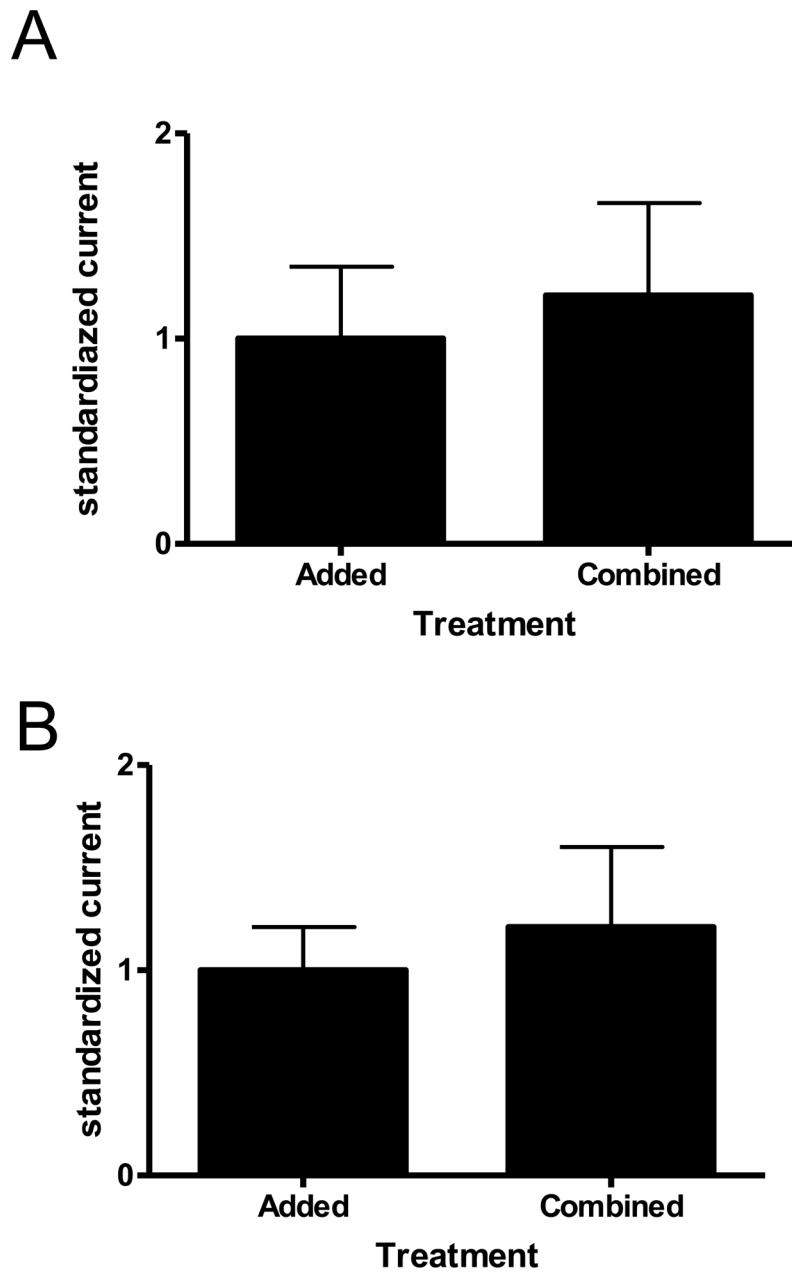 A
standardiazed current
2
1
0
Added Combined
Treatment
B
standardized current
2
1
0
Added Combined
Treatment